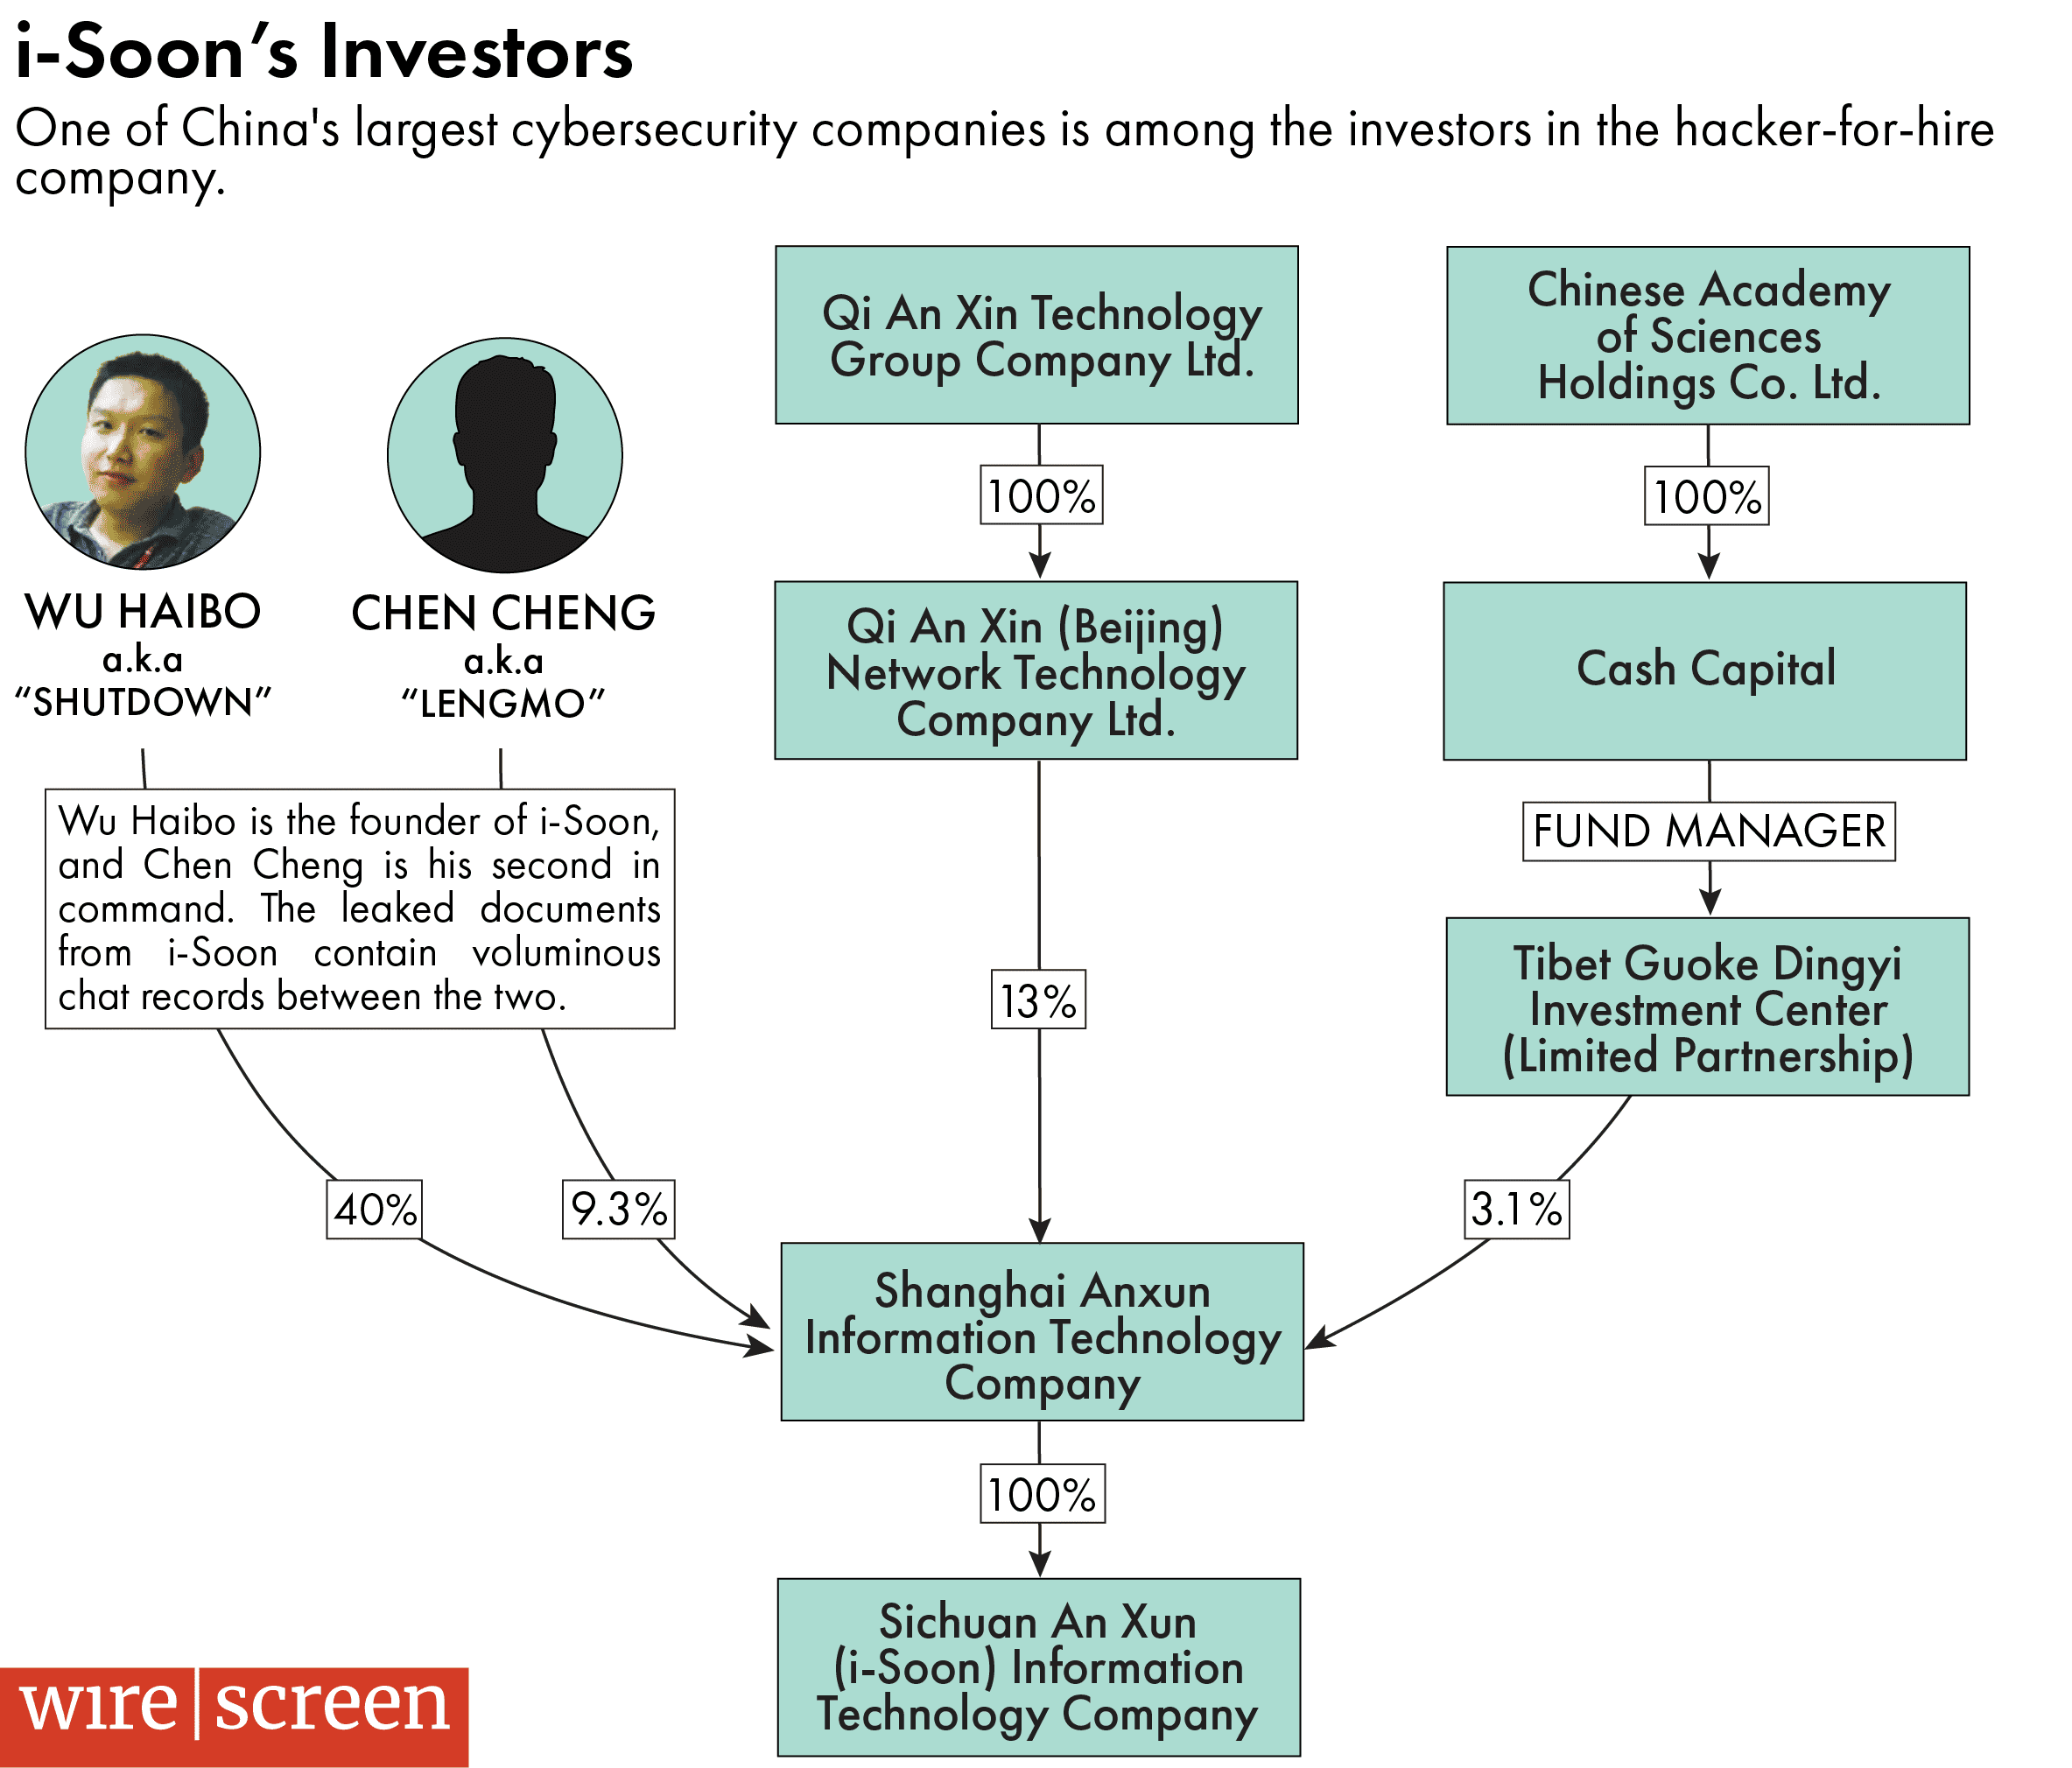 i-Soon’s Investors
One of China's largest cybersecurity companies is among the investors in the hacker-for-hire
company.
WU HAIBO
a.k.a
“SHUTDOWN”
CHEN CHENG
a.k.a
“LENGMO”
Wu Haibo is the founder of i-Soon,
and Chen Cheng is his second in
command. The leaked documents
from i-Soon contain voluminous
chat records between the two.
40%
9.3%
Qi An Xin Technology
Group Company Ltd.
100%
Qi An Xin (Beijing)
Network Technology
Company Ltd.
13%
Chinese Academy
of Sciences
Holdings Co. Ltd.
100%
Cash Capital
FUND MANAGER
Tibet Guoke Dingyi
Investment Center
(Limited Partnership)
3.1%
Shanghai Anxun
Information Technology
Company
100%
Sichuan An Xun
(i-Soon) Information
Technology Company
wire screen